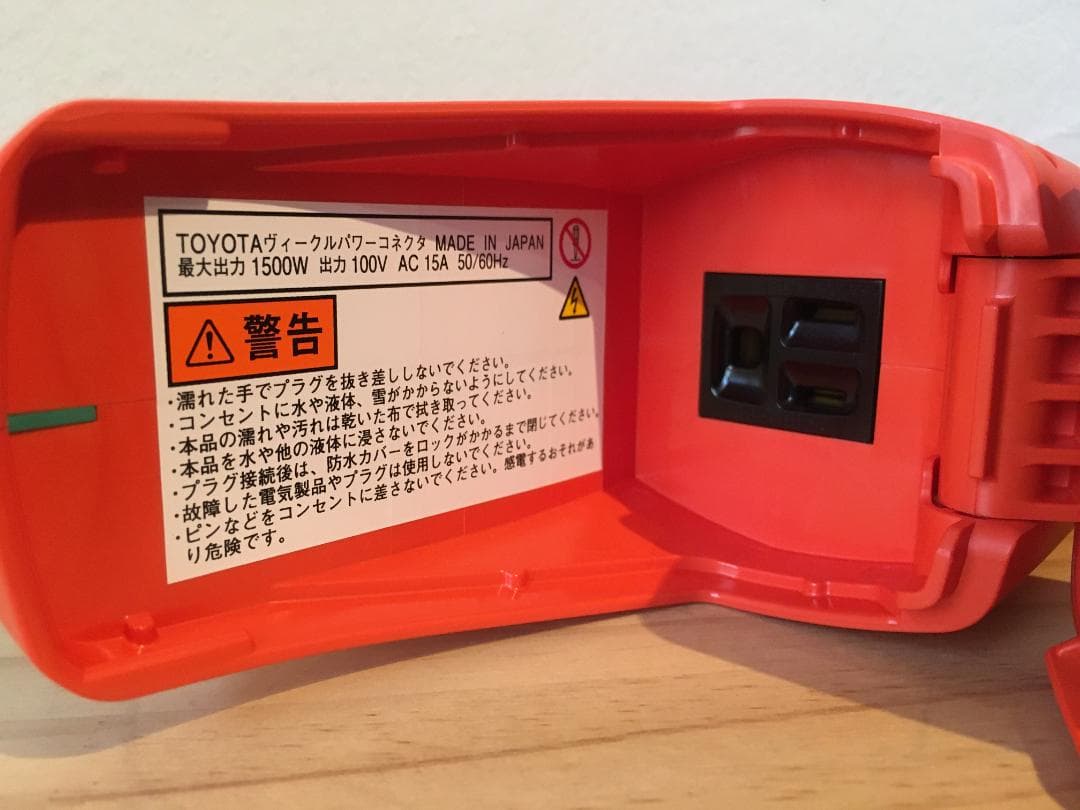 TOYOTAヴィークルパワーコネクタ MADE IN JAPAN
最大出力 1500W 出力 100V AC 15A 50/60Hz
警告
・濡れた手でプラグを抜き差ししないでください。
・コンセントに水や液体、雪がかからないようにしてください。
・本品の濡れや汚れは乾いた布で拭き取ってください。
・本品を水や他の液体に浸さないでください。
・プラグ接続後は、防水カバーをロックがかかるまで閉じてください。
・故障した電気製品やプラグは使用しないでください。
・ピンなどをコンセントに差さないでください。感電するおそれがあ
り危険です。